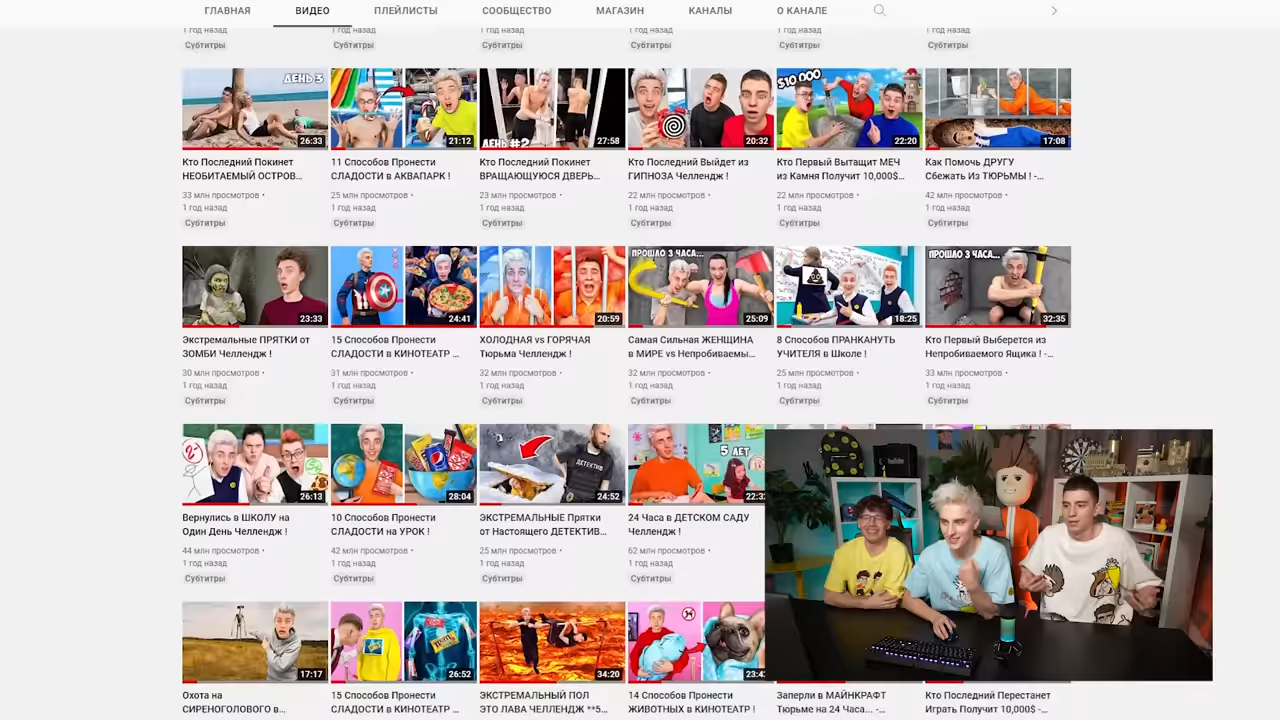 ГЛАВНАЯ
ВИДЕО
ПЛЕЙЛИСТЫ
СООБЩЕСТВО
МАГАЗИН
КАНАЛЫ
О КАНАЛЕ
1 год назад
1 год назад
1 год назад
1 год назад
1 год назад
1 год назад
Субтитры
Субтитры
Субтитры
Субтитры
Субтитры
Субтитры
ДЕНЬ 3
26:33
21:12
ДЕНЬ #2
27:58
20:32
$10 000
22:20
17:08
Кто Последний Покинет
НЕОБИТАЕМЫЙ ОСТРОВ...
33 млн просмотров •
1 год назад
Субтитры
11 Способов Пронести
СЛАДОСТИ в АКВАПАРК !
25 млн просмотров •
1 год назад
Субтитры
Кто Последний Покинет
ВРАЩАЮЩУЮСЯ ДВЕРЬ...
23 млн просмотров •
1 год назад
Субтитры
Кто Последний Выйдет из
ГИПНОЗА Челлендж !
22 млн просмотров •
1 год назад
Субтитры
Кто Первый Вытащит МЕЧ
из Камня Получит 10,000$...
22 млн просмотров •
1 год назад
Субтитры
Как Помочь ДРУГУ
Сбежать Из ТЮРЬМЫ ! -...
42 млн просмотров •
1 год назад
Субтитры
23:33
24:41
20:59
ПРОШЛО 3 ЧАСА...
25:09
18:25
ПРОШЛО 3 ЧАСА...
32:35
Экстремальные ПРЯТКИ от
ЗОМБИ Челлендж !
30 млн просмотров •
1 год назад
Субтитры
15 Способов Пронести
СЛАДОСТИ в КИНОТЕАТР ...
31 млн просмотров •
1 год назад
Субтитры
ХОЛОДНАЯ vs ГОРЯЧАЯ
Тюрьма Челлендж !
32 млн просмотров •
1 год назад
Субтитры
Самая Сильная ЖЕНЩИНА
в МИРЕ vs Непробиваемы...
32 млн просмотров •
1 год назад
Субтитры
8 Способов ПРАНКАНУТЬ
УЧИТЕЛЯ в Школе !
25 млн просмотров •
1 год назад
Субтитры
Кто Первый Выберется из
Непробиваемого Ящика ! -...
33 млн просмотров •
1 год назад
Субтитры
26:13
28:04
ДЕТЕКТИВ
24:52
5 ЛЕТ
YouTube
Вернулись в ШКОЛУ на
Один День Челлендж !
44 млн просмотров •
1 год назад
Субтитры
10 Способов Пронести
СЛАДОСТИ на УРОК !
42 млн просмотров •
1 год назад
Субтитры
ЭКСТРЕМАЛЬНЫЕ Прятки
от Настоящего ДЕТЕКТИВ...
25 млн просмотров •
1 год назад
Субтитры
24 Часа в ДЕТСКОМ САДУ
Челлендж !
62 млн просмотров •
1 год назад
Субтитры
17:17
26:52
34:20
Охота на
СИРЕНОГОЛОВОГО в...
15 Способов Пронести
СЛАДОСТИ в КИНОТЕАТР ...
ЭКСТРЕМАЛЬНЫЙ ПОЛ
ЭТО ЛАВА ЧЕЛЛЕНДЖ **5...
14 Способов Пронести
ЖИВОТНЫХ в КИНОТЕАТР !
Заперли в МАЙНКРАФТ
Тюрьме на 24 Часа... -...
Кто Последний Перестанет
Играть Получит 10,000$ -...